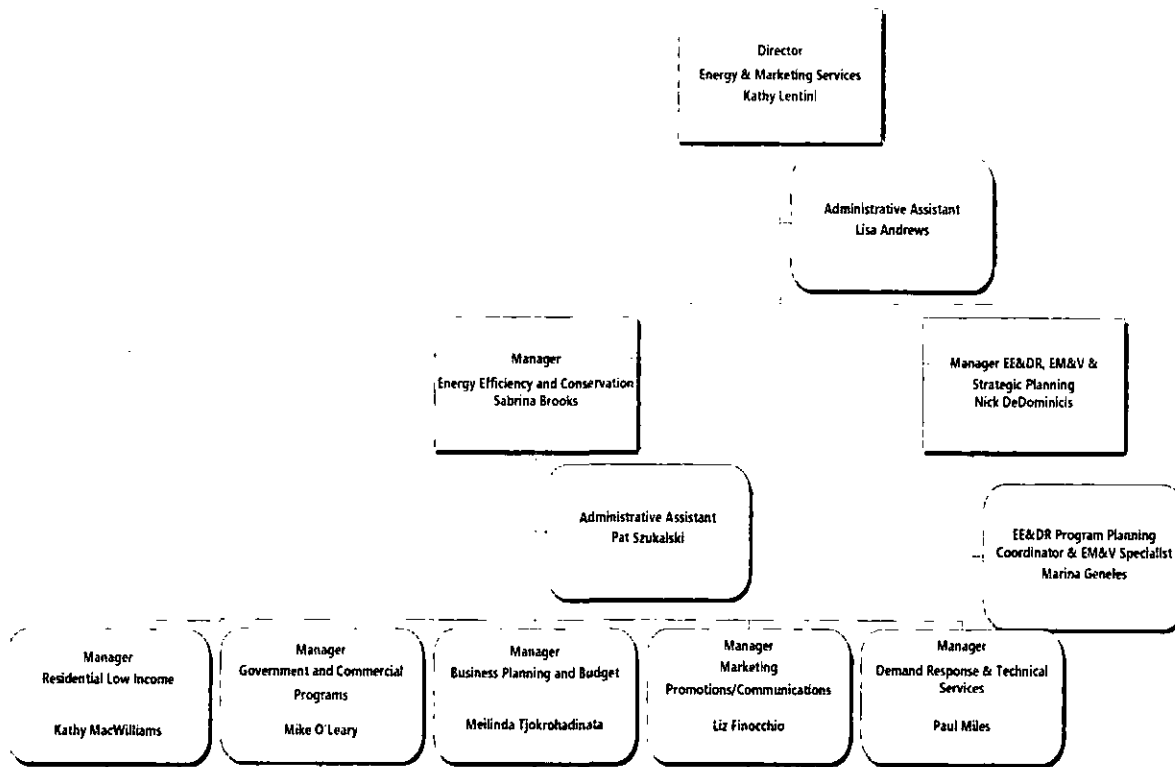 Director
Energy & Marketing Services
Kathy Lentini
Administrative Assistant
Lisa Andrews
Manager
Energy Efficiency and Conservation
Sabrina Brooks
Manager EE&DR, EM&V &
Strategic Planning
Nick DeDominicis
Administrative Assistant
Pat Szukalski
EE&DR Program Planning
Coordinator & EM&V Specialist
Marina Geneles
Manager
Residential Low Income
Kathy MacWilliams
Manager
Government and Commercial
Programs
Mike O'Leary
Manager
Business Planning and Budget
Meilinda Tjokrohadinata
Manager
Marketing
Promotions/Communications
Liz Finocchio
Manager
Demand Response & Technical
Services
Paul Miles